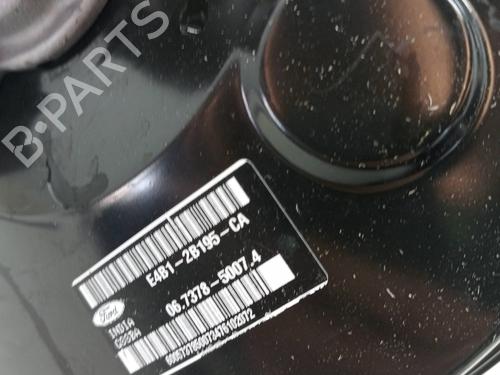 B-PARTS
E4B1-2B195-CA
06.7378-5007.4
Ford
INDIA